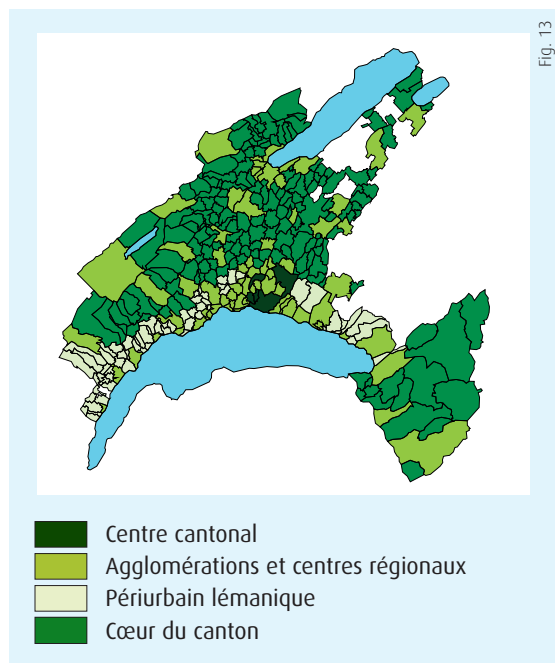 Fig. 13
Centre cantonal
Agglomérations et centres régionaux
Périurbain lémanique
Cœur du canton